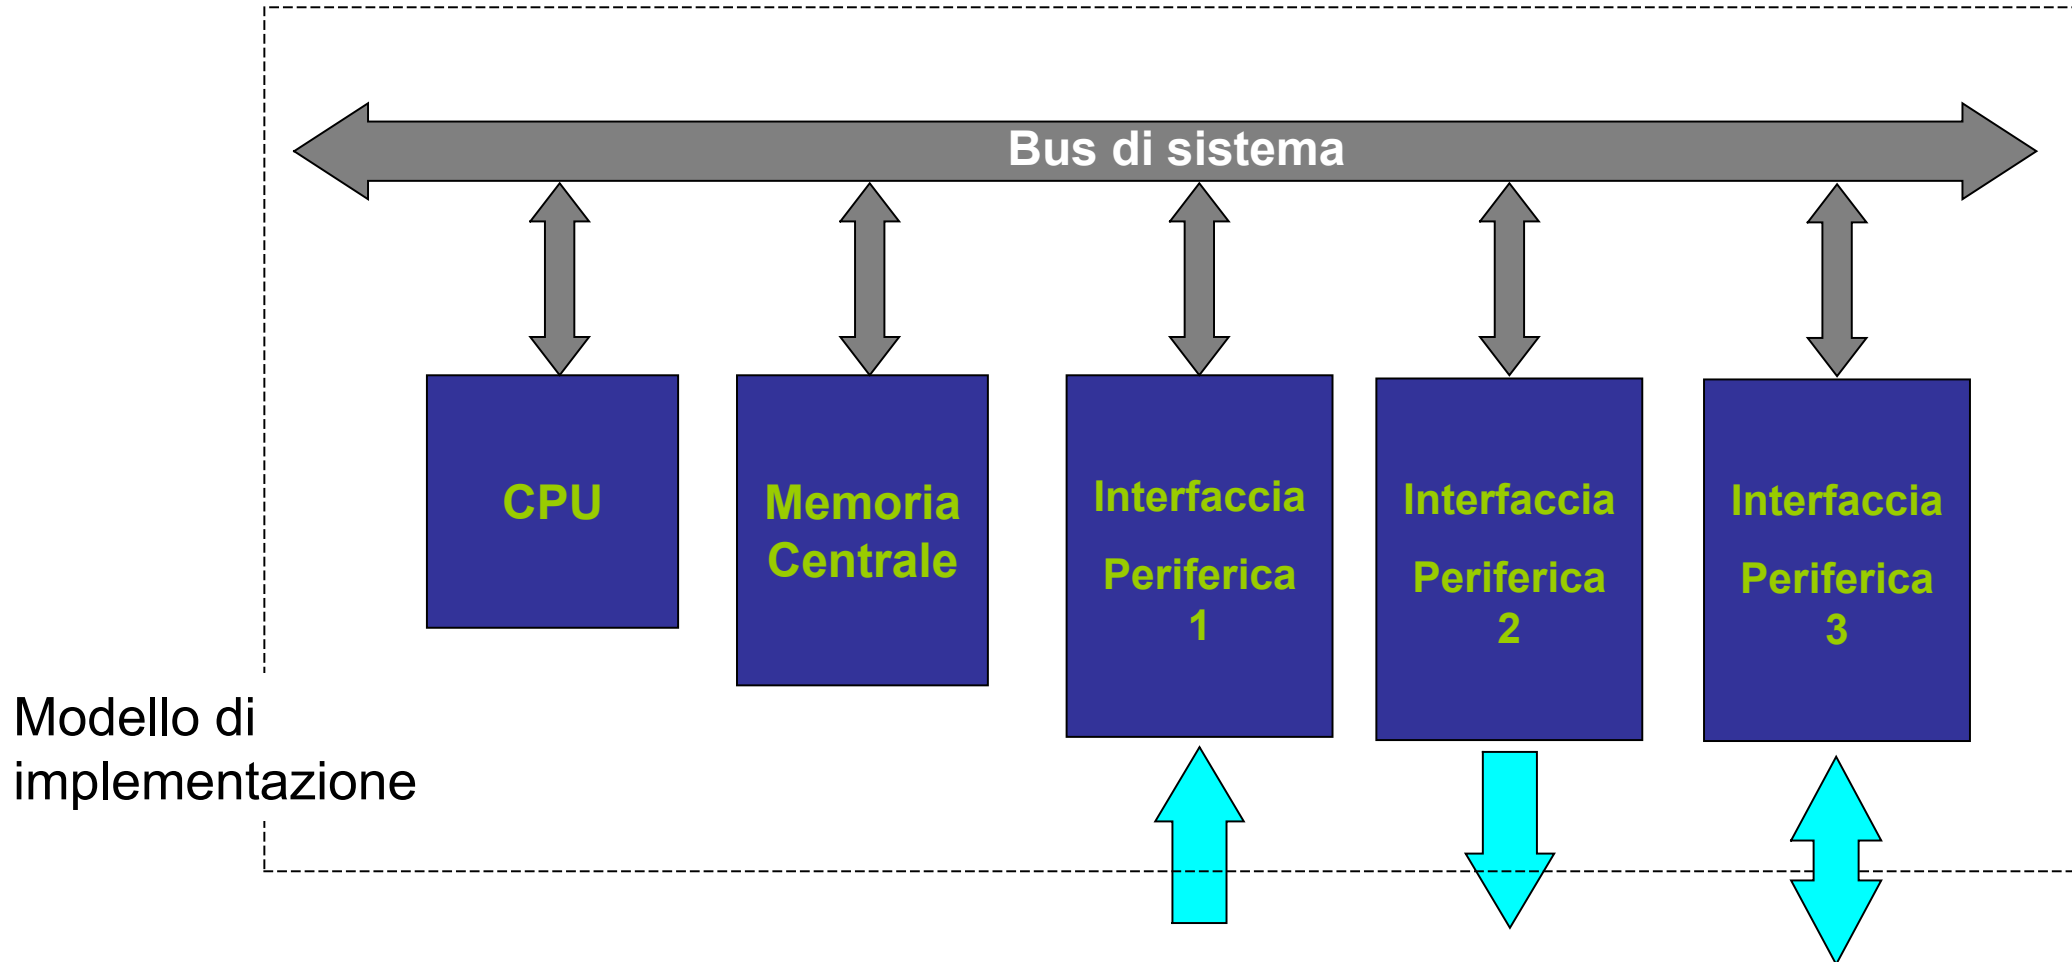 Bus di sistema
CPU
Memoria
Centrale
Interfaccia
Periferica
1
Interfaccia
Periferica
2
Interfaccia
Periferica
3
Modello di
implementazione